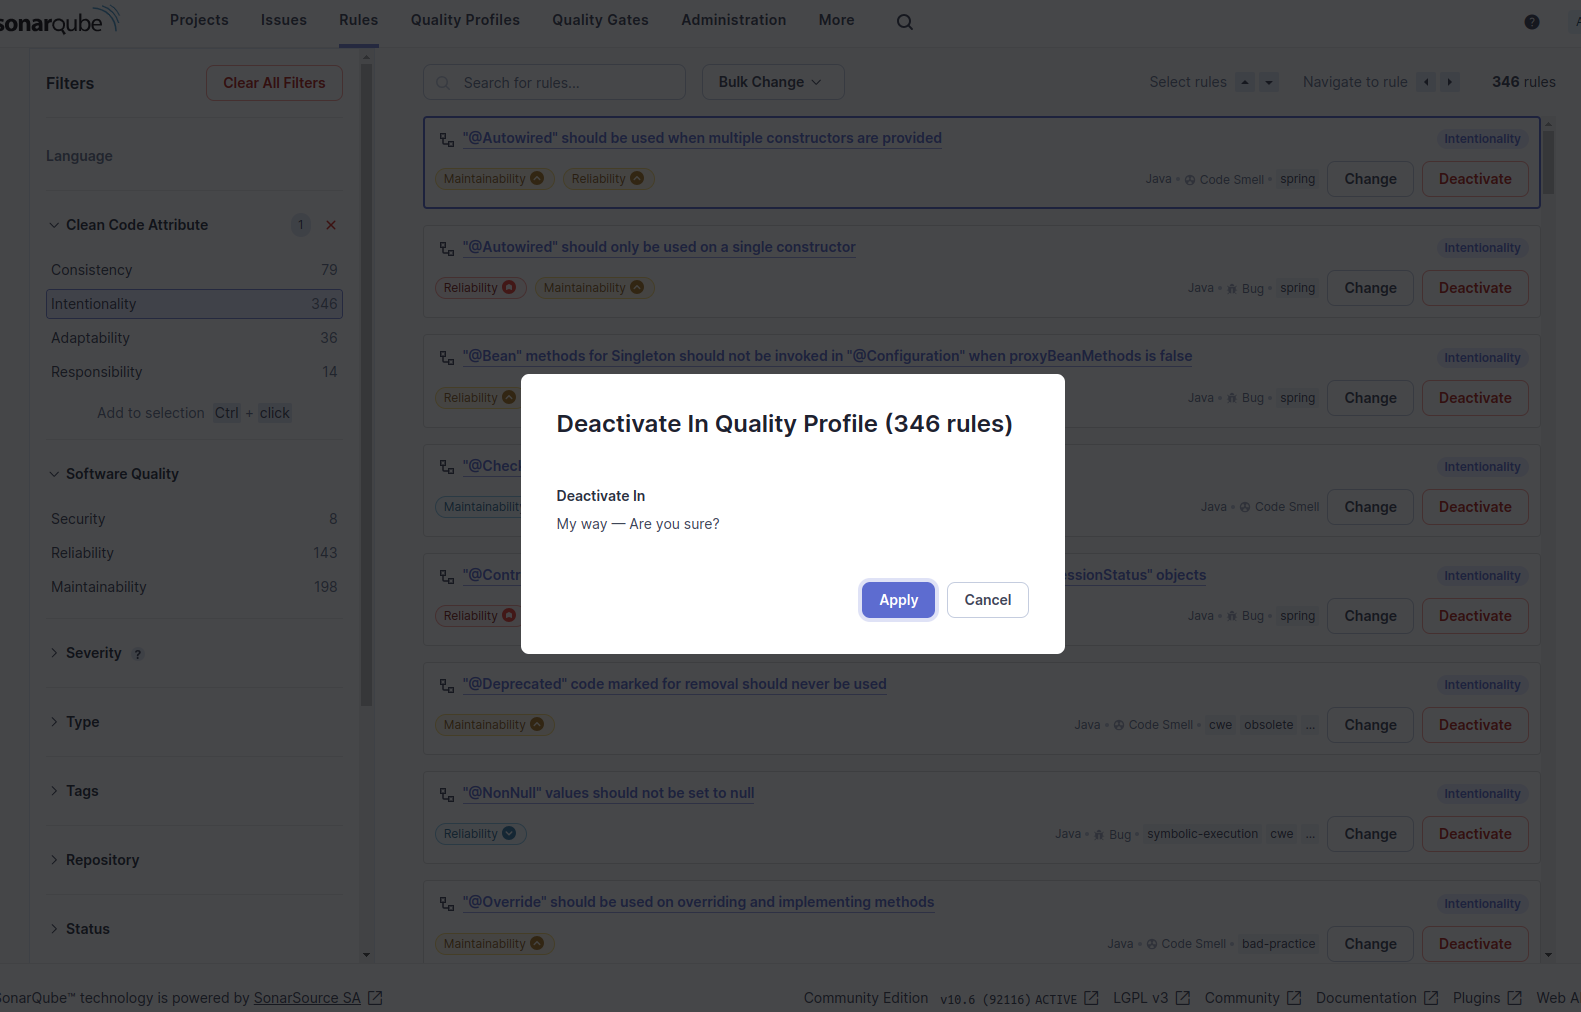 sonarqube
Projects Issues Rules Quality Profiles Quality Gates Administration More
Filters Clear All Filters
Search for rules... Bulk Change Select rules Navigate to rule 346 rules
Language
Clean Code Attribute 1
Consistency 79
Intentionality 346
Adaptability 36
Responsibility 14
Add to selection Ctrl + click
Software Quality
Security 8
Reliability 143
Maintainability 198
Severity ?
Type
Tags
Repository
Status
"@Autowired" should be used when multiple constructors are provided Intentionality
Maintainability Reliability Java • Code Smell • spring Change Deactivate
"@Autowired" should only be used on a single constructor Intentionality
Reliability Maintainability Java • Bug • spring Change Deactivate
"@Bean" methods for Singleton should not be invoked in "@Configuration" when proxyBeanMethods is false Intentionality
Reliability Java • Bug • spring Change Deactivate
"@Chec Intentionality
Maintainability Java • Code Smell Change Deactivate
"@Contr essionStatus" objects Intentionality
Reliability Java • Bug • spring Change Deactivate
"@Deprecated" code marked for removal should never be used Intentionality
Maintainability Java • Code Smell • cwe obsolete ... Change Deactivate
"@NonNull" values should not be set to null Intentionality
Reliability Java • Bug • symbolic-execution cwe ... Change Deactivate
"@Override" should be used on overriding and implementing methods Intentionality
Maintainability Java • Code Smell • bad-practice Change Deactivate
Deactivate In Quality Profile (346 rules)
Deactivate In
My way — Are you sure?
Apply Cancel
SonarQube™ technology is powered by SonarSource SA Community Edition v10.6 (92116) ACTIVE LGPL v3 Community Documentation Plugins Web A